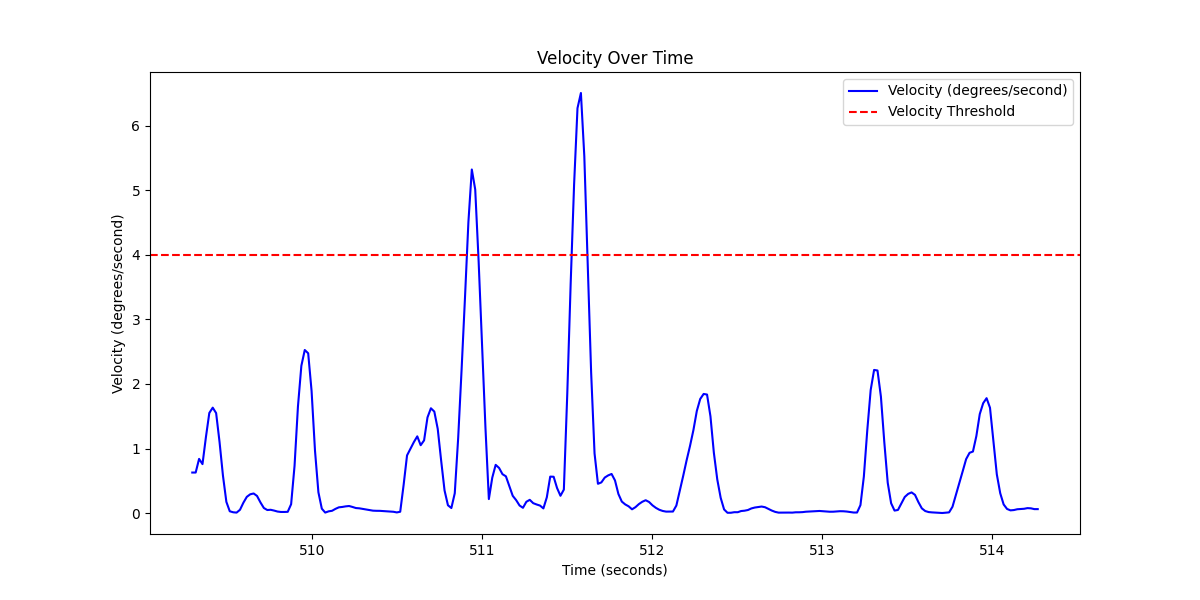 Velocity Over Time
Velocity (degrees/second)
Velocity Threshold
Velocity (degrees/second)
6
5
4
3
2
1
0
510
511
512
513
514
Time (seconds)